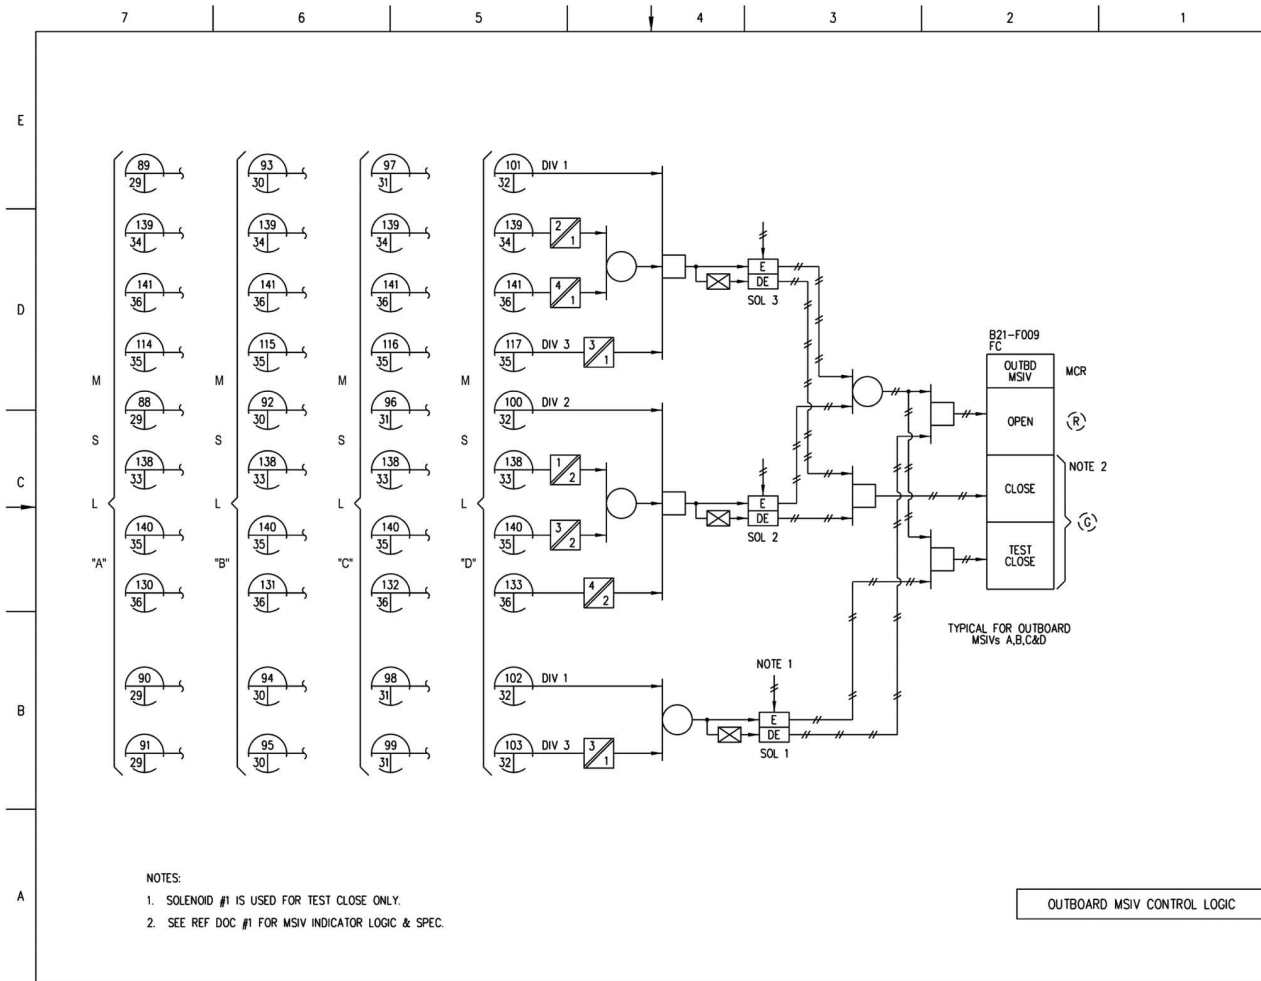 7 6 5 4 3 2 1
E
89 93 97 101 DIV 1
29 30 31 32
D
139 139 139 139 2 1
34 34 34 34
141 141 141 141 4 1
36 36 36 36
E
DE
SOL 3
114 115 116 117 DIV 3 3 1
35 35 35 35
B21-F009
FC
OUTBD
MSIV
MCR
M M M M
88 92 96 100 DIV 2
29 30 31 32
OPEN R
S S S S
C
138 138 138 138 1 2
33 33 33 33
NOTE 2
CLOSE
L L L L
E
DE
SOL 2
G
140 140 140 140 3 2
35 35 35 35
"A" "B" "C" "D"
TEST
CLOSE
130 131 132 133 4 2
36 36 36 36
TYPICAL FOR OUTBOARD
MSIVs A,B,C&D
B
90 94 98 102 DIV 1
29 30 31 32
NOTE 1
E
DE
SOL 1
91 95 99 103 DIV 3 3 1
29 30 31 32
A
NOTES:
1. SOLENOID #1 IS USED FOR TEST CLOSE ONLY.
2. SEE REF DOC #1 FOR MSIV INDICATOR LOGIC & SPEC.
OUTBOARD MSIV CONTROL LOGIC